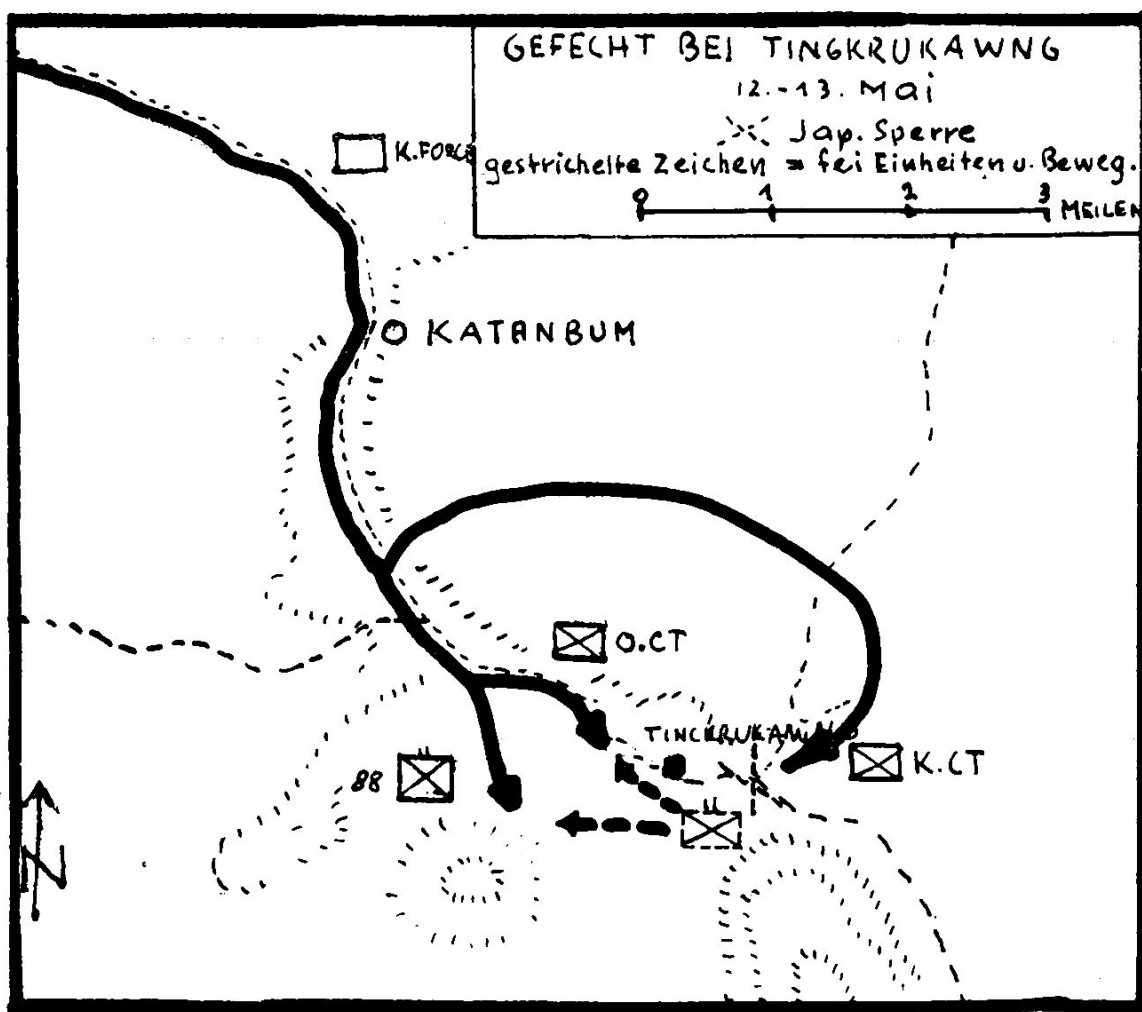 GEFECHT BEI TINGKRUKAWNG
12.-13. Mai
Jap. Sperre
gestrichelte Zeichen = fei Einheiten u. Beweg.
0 1 2 3 MEILEN
K.FORCE
O KATANBUM
O.CT
TINCKRUKAWNG
88
K.CT
N